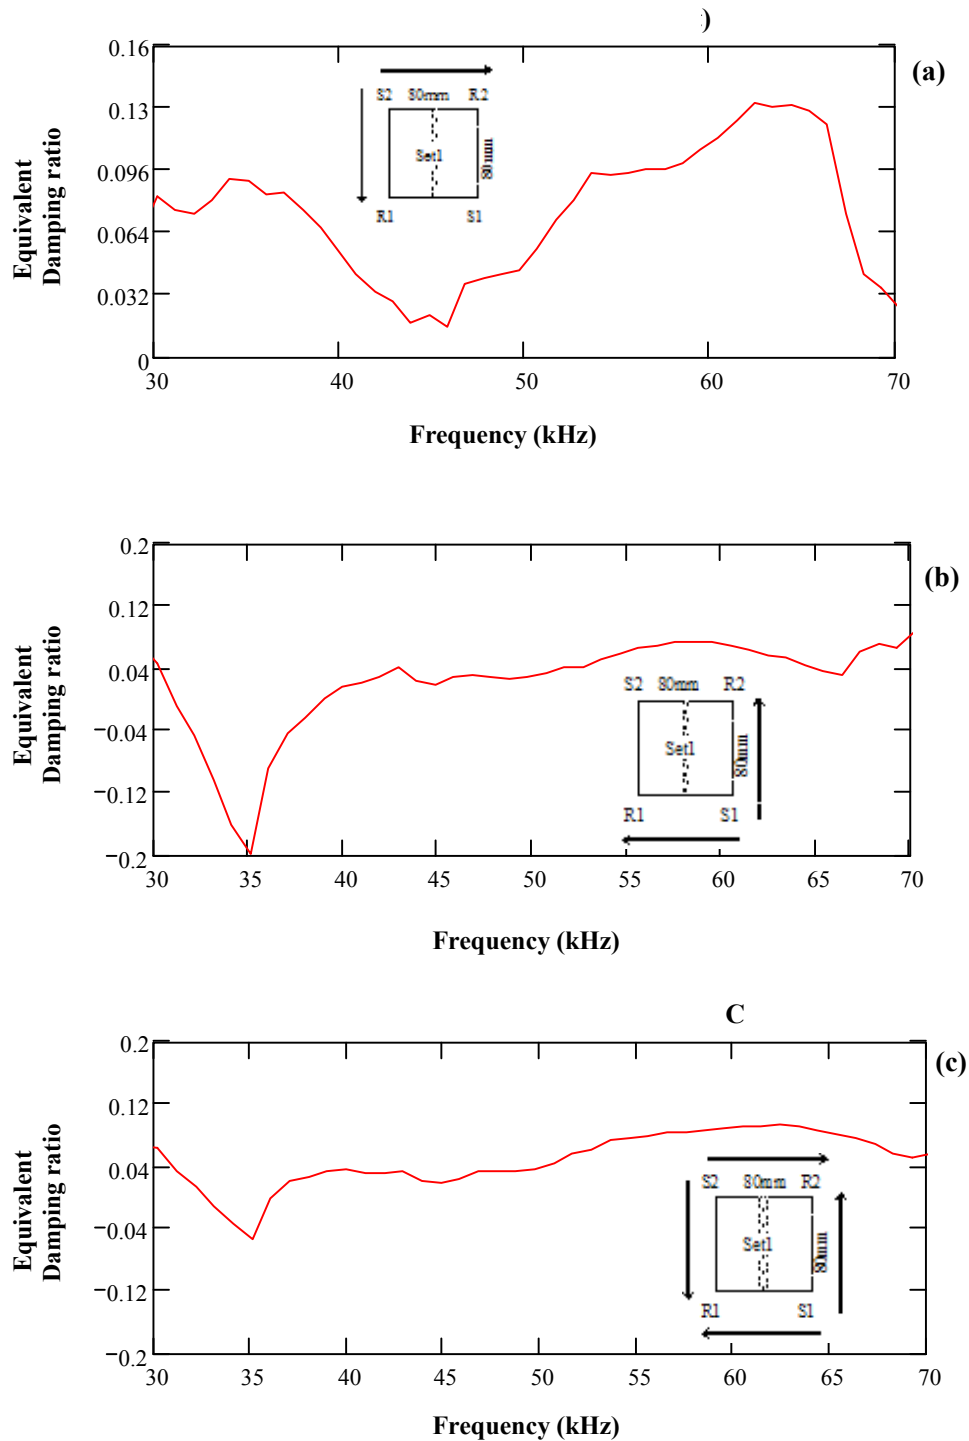 :)
(a)
Equivalent
Damping ratio
0.16
0.13
0.096
0.064
0.032
0
S2 80mm R2
Set1
80mm
R1 S1
30 40 50 60 70
Frequency (kHz)
(b)
Equivalent
Damping ratio
0.2
0.12
0.04
−0.04
−0.12
−0.2
S2 80mm R2
Set1
80mm
R1 S1
30 35 40 45 50 55 60 65 70
Frequency (kHz)
C
(c)
Equivalent
Damping ratio
0.2
0.12
0.04
−0.04
−0.12
−0.2
S2 80mm R2
Set1
80mm
R1 S1
30 35 40 45 50 55 60 65 70
Frequency (kHz)